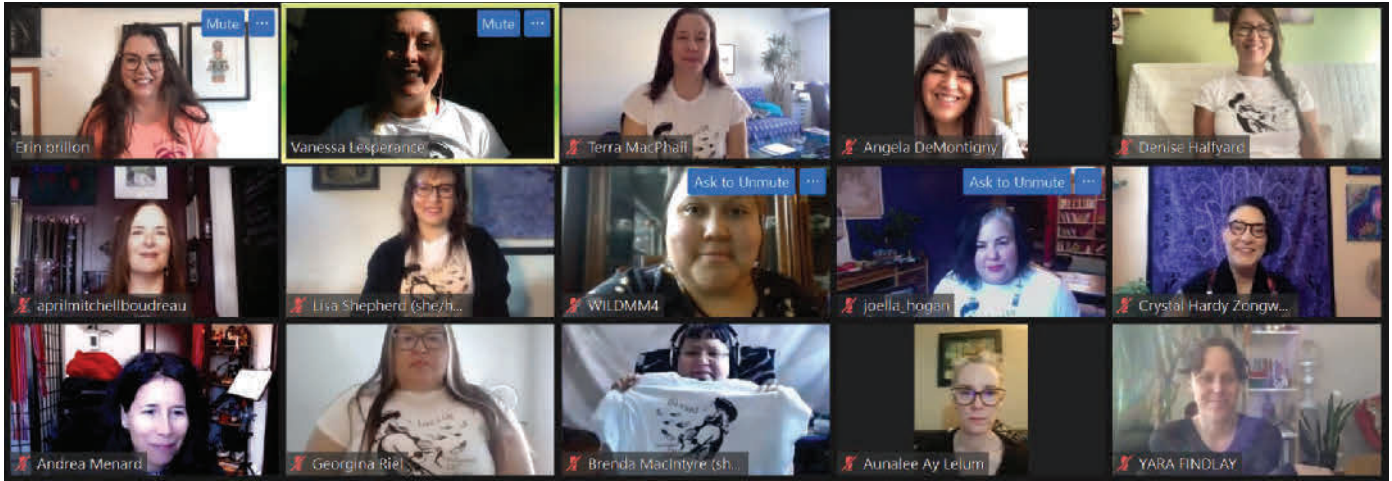 Mute ...
Mute ...
Erin brillon
Vanessa Lesperance
Terra MacPhail
Angela DeMontigny
Denise Halfyard
Ask to Unmute ...
Ask to Unmute ...
aprilmitchellboudreau
Lisa Shepherd (she/h...
WILDMM4
joella_hogan
Crystal Hardy Zongw...
Andrea Menard
Georgina Riel
Brenda MacIntyre (sh...
Aunalee Ay Lelum
YARA FINDLAY